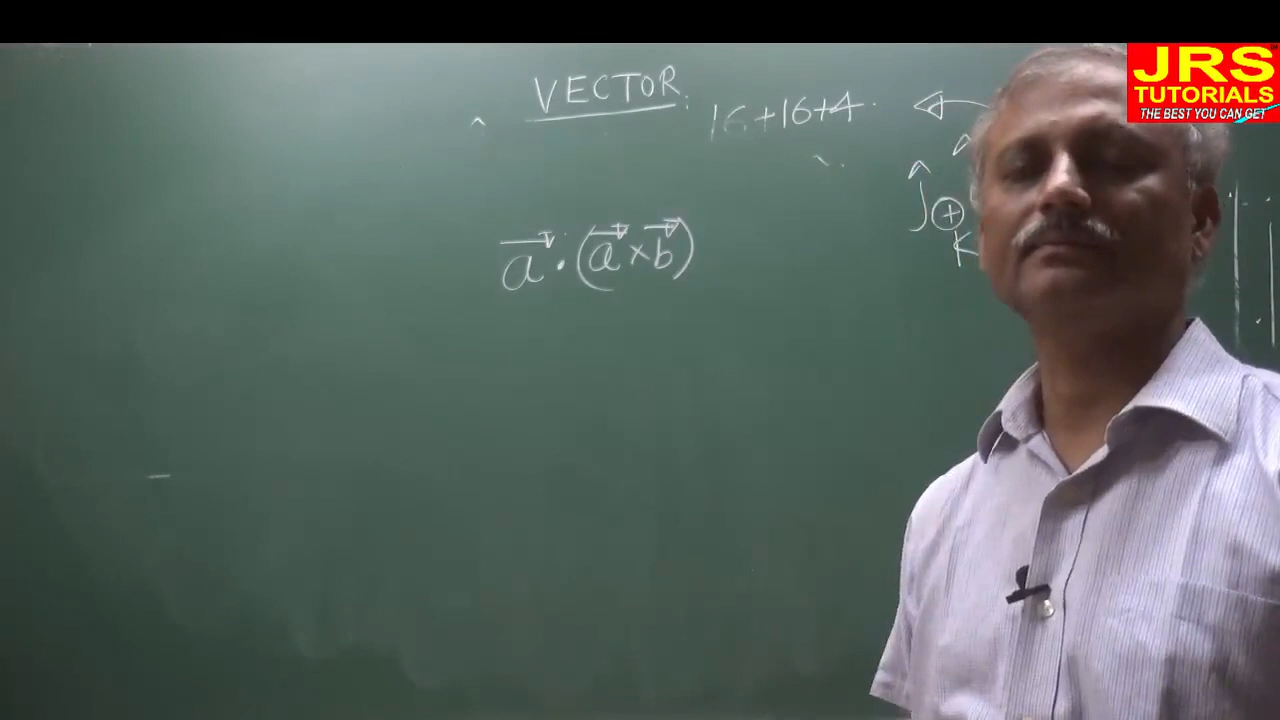 VECTOR:
16+16+4
ĵ ⊕
k
a⃗ · (a⃗ × b⃗)
JRS
TUTORIALS
THE BEST YOU CAN GET